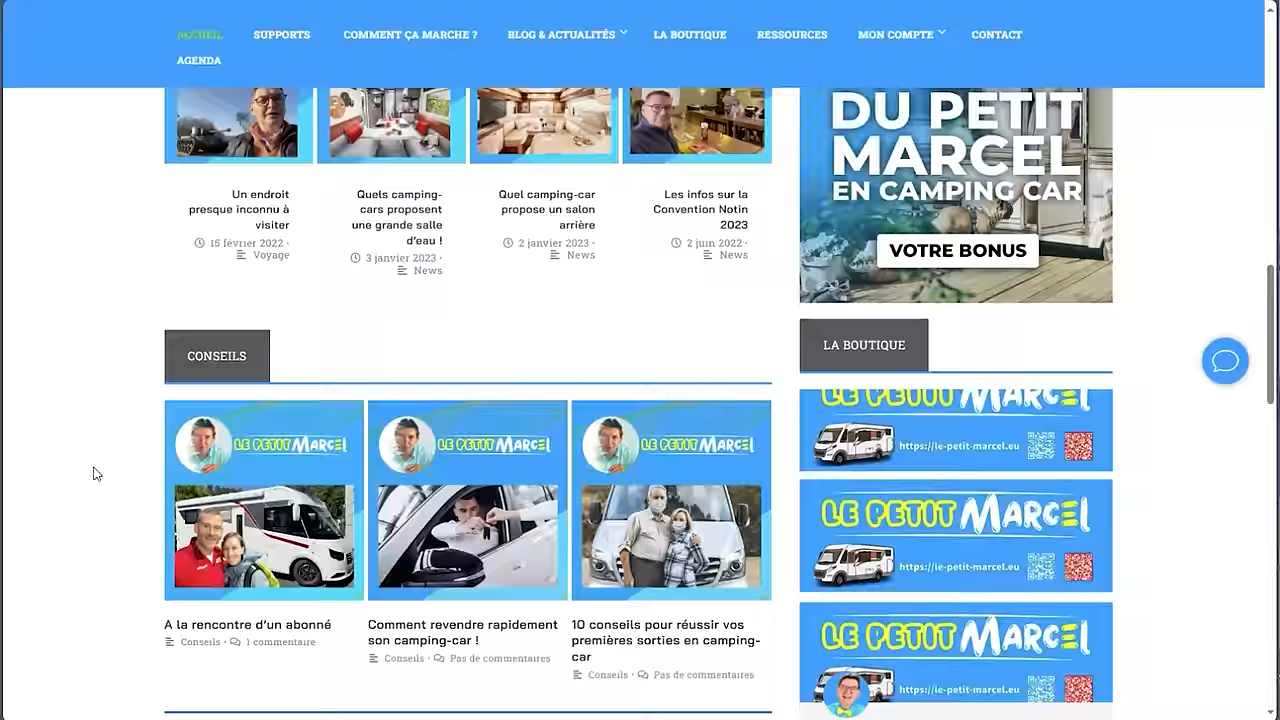 ACCUEIL
SUPPORTS
COMMENT ÇA MARCHE ?
BLOG & ACTUALITÉS
LA BOUTIQUE
RESSOURCES
MON COMPTE
CONTACT
AGENDA
Un endroit
presque inconnu à
visiter
15 février 2022 ·
Voyage
Quels camping-
cars proposent
une grande salle
d'eau !
3 janvier 2023 ·
News
Quel camping-car
propose un salon
arrière
2 janvier 2023 ·
News
Les infos sur la
Convention Notin
2023
2 juin 2022 ·
News
DU PETIT
MARCEL
EN CAMPING CAR
VOTRE BONUS
CONSEILS
LE PETIT MARCEL
LE PETIT MARCEL
LE PETIT MARCEL
A la rencontre d'un abonné
Conseils · 1 commentaire
Comment revendre rapidement
son camping-car !
Conseils · Pas de commentaires
10 conseils pour réussir vos
premières sorties en camping-
car
Conseils · Pas de commentaires
LA BOUTIQUE
LE PETIT MARCEL
https://le-petit-marcel.eu
LE PETIT MARCEL
https://le-petit-marcel.eu
LE PETIT MARCEL
https://le-petit-marcel.eu